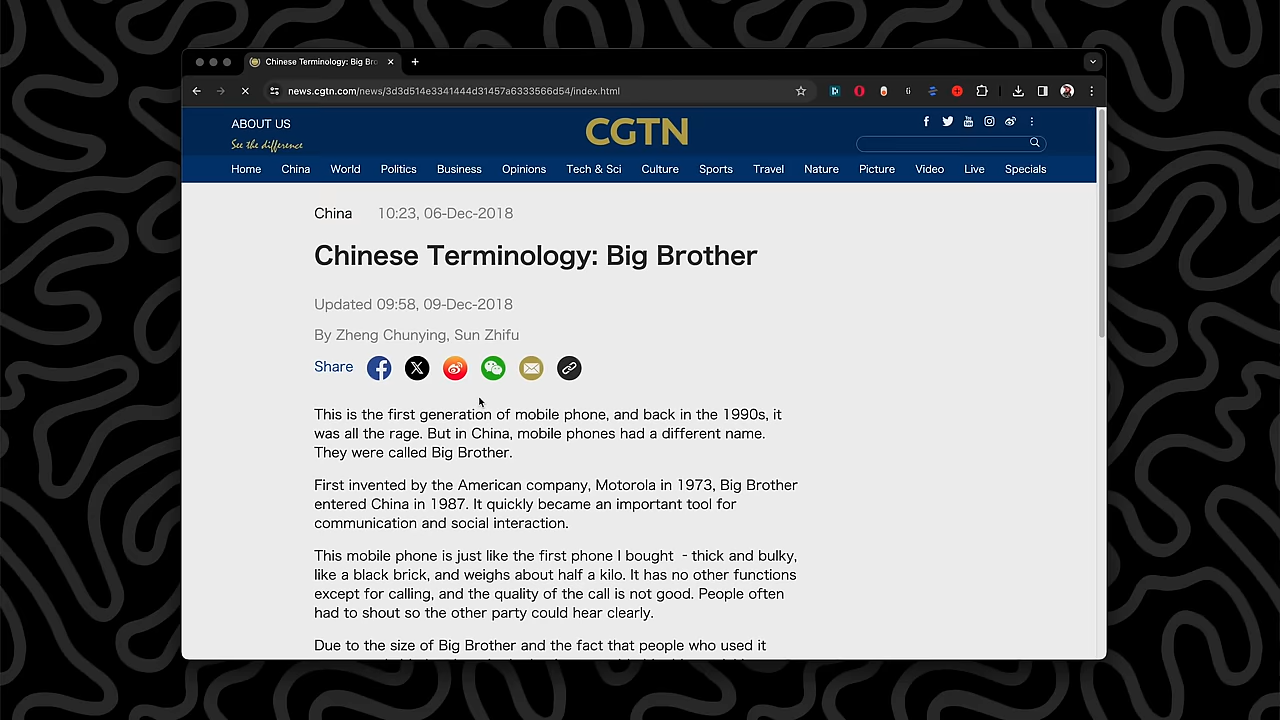 Chinese Terminology: Big Bro
news.cgtn.com/news/3d3d514e3341444d31457a6333566d54/index.html
ABOUT US
See the difference
CGTN
Home China World Politics Business Opinions Tech & Sci Culture Sports Travel Nature Picture Video Live Specials
China 10:23, 06-Dec-2018
Chinese Terminology: Big Brother
Updated 09:58, 09-Dec-2018
By Zheng Chunying, Sun Zhifu
Share
This is the first generation of mobile phone, and back in the 1990s, it
was all the rage. But in China, mobile phones had a different name.
They were called Big Brother.
First invented by the American company, Motorola in 1973, Big Brother
entered China in 1987. It quickly became an important tool for
communication and social interaction.
This mobile phone is just like the first phone I bought - thick and bulky,
like a black brick, and weighs about half a kilo. It has no other functions
except for calling, and the quality of the call is not good. People often
had to shout so the other party could hear clearly.
Due to the size of Big Brother and the fact that people who used it